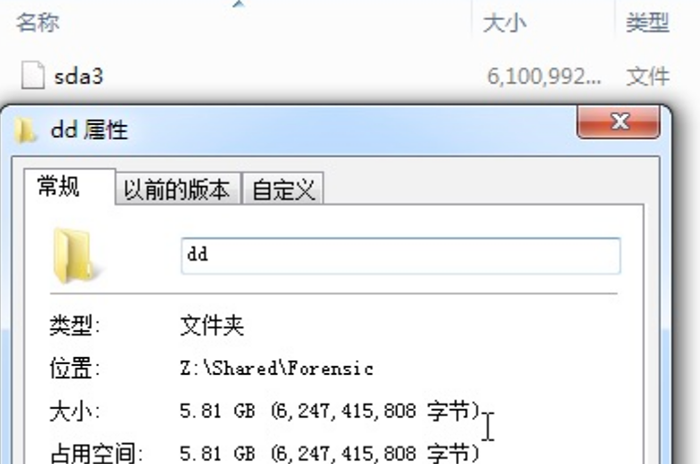 名称 大小 类型
sda3 6,100,992... 文件
dd 属性
常规 以前的版本 自定义
dd
类型: 文件夹
位置: Z:\Shared\Forensic
大小: 5.81 GB (6,247,415,808 字节)
占用空间: 5.81 GB (6,247,415,808 字节)